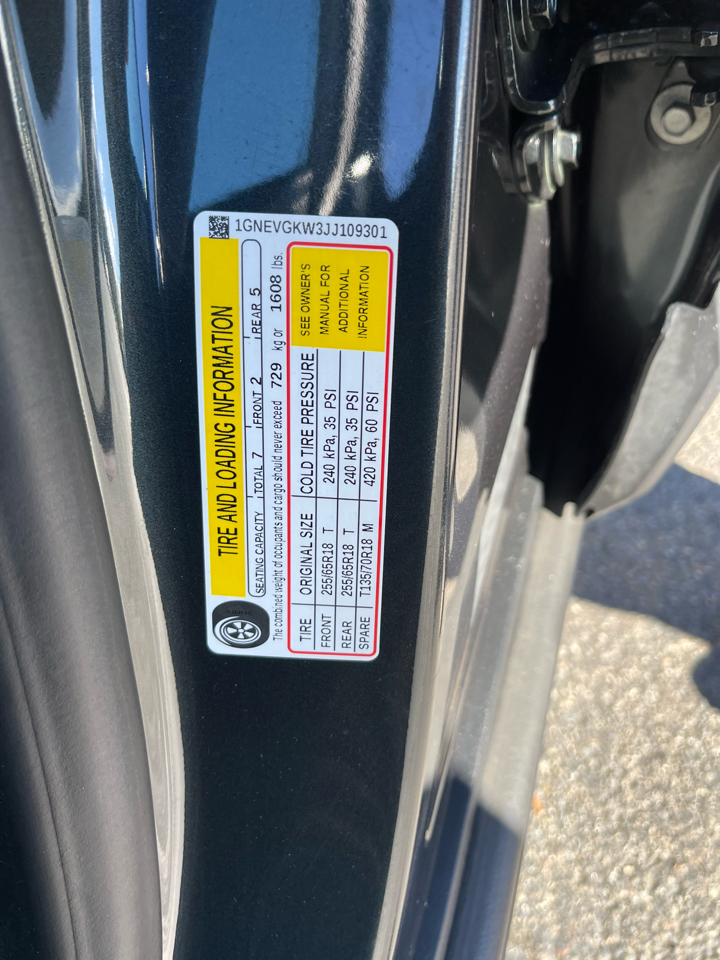 1GNEVGKW3JJ109301
TIRE AND LOADING INFORMATION
SEATING CAPACITY TOTAL 7 FRONT 2 REAR 5
The combined weight of occupants and cargo should never exceed 729 kg or 1608 lbs.
TIRE ORIGINAL SIZE COLD TIRE PRESSURE
FRONT 255/65R18 T 240 kPa, 35 PSI
REAR 255/65R18 T 240 kPa, 35 PSI
SPARE T135/70R18 M 420 kPa, 60 PSI
SEE OWNER'S
MANUAL FOR
ADDITIONAL
INFORMATION